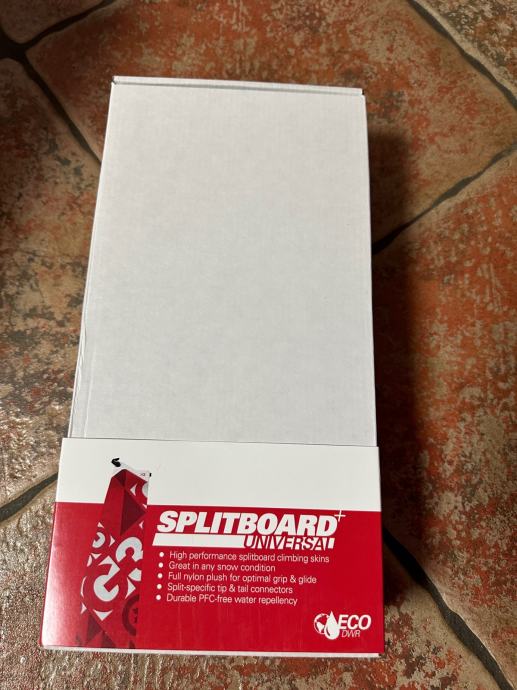 SPLITBOARD+
UNIVERSAL
• High performance splitboard climbing skins
• Great in any snow condition
• Full nylon plush for optimal grip & glide
• Split-specific tip & tail connectors
• Durable PFC-free water repellency
ECO
DWR